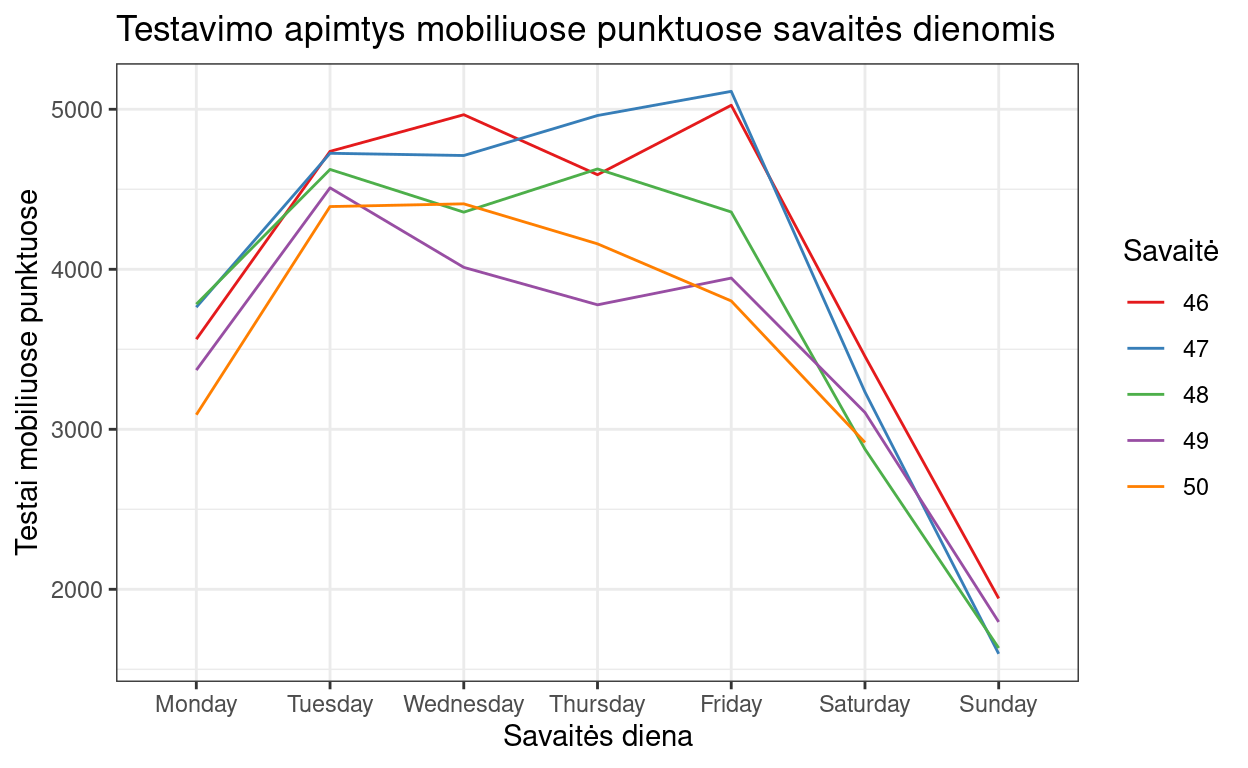 Testavimo apimtys mobiliuose punktuose savaitės dienomis
Testai mobiliuose punktuose
5000
4000
3000
2000
Monday Tuesday Wednesday Thursday Friday Saturday Sunday
Savaitės diena
Savaitė
46
47
48
49
50